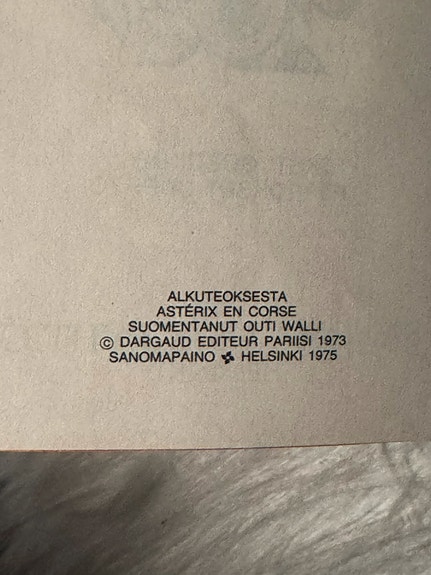 ALKUTEOKSESTA
ASTÉRIX EN CORSE
SUOMENTANUT OUTI WALLI
© DARGAUD EDITEUR PARIISI 1973
SANOMAPAINO HELSINKI 1975